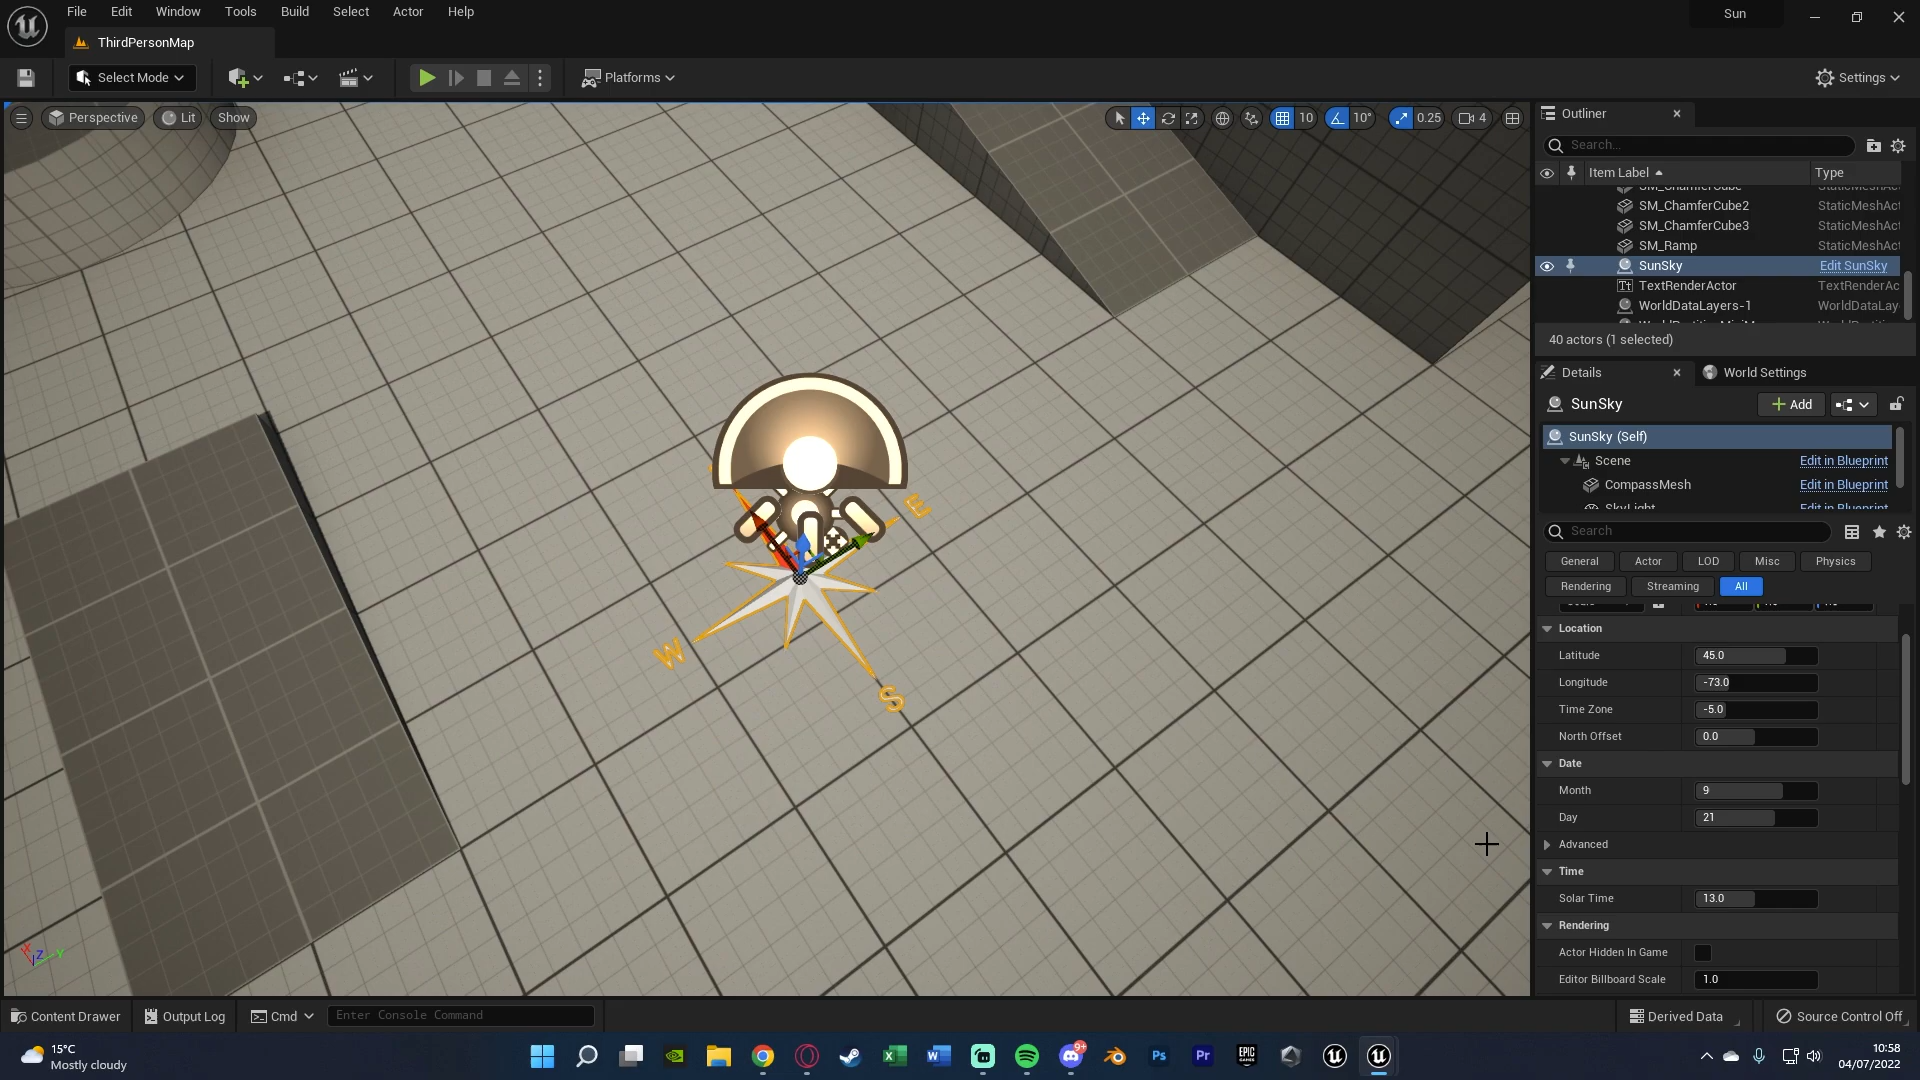 File Edit Window Tools Build Select Actor Help
Sun
ThirdPersonMap
Select Mode
Platforms
Settings
Perspective Lit Show
10 10° 0.25 4
Outliner
Search...
Item Label Type
SM_ChamferCube StaticMeshAct
SM_ChamferCube2 StaticMeshAct
SM_ChamferCube3 StaticMeshAct
SM_Ramp StaticMeshAct
SunSky Edit SunSky
TextRenderActor TextRenderAc
WorldDataLayers-1 WorldDataLay
40 actors (1 selected)
Details World Settings
SunSky Add
SunSky (Self)
Scene Edit in Blueprint
CompassMesh Edit in Blueprint
SkyLight Edit in Blueprint
Search
General Actor LOD Misc Physics
Rendering Streaming All
Location
Latitude 45.0
Longitude -73.0
Time Zone -5.0
North Offset 0.0
Date
Month 9
Day 21
Advanced
Time
Solar Time 13.0
Rendering
Actor Hidden In Game
Editor Billboard Scale 1.0
E
W
S
X Z Y
Content Drawer Output Log Cmd Enter Console Command Derived Data Source Control Off
15°C
Mostly cloudy
9+
X W Ps Pr EPIC GAMES
10:58
04/07/2022